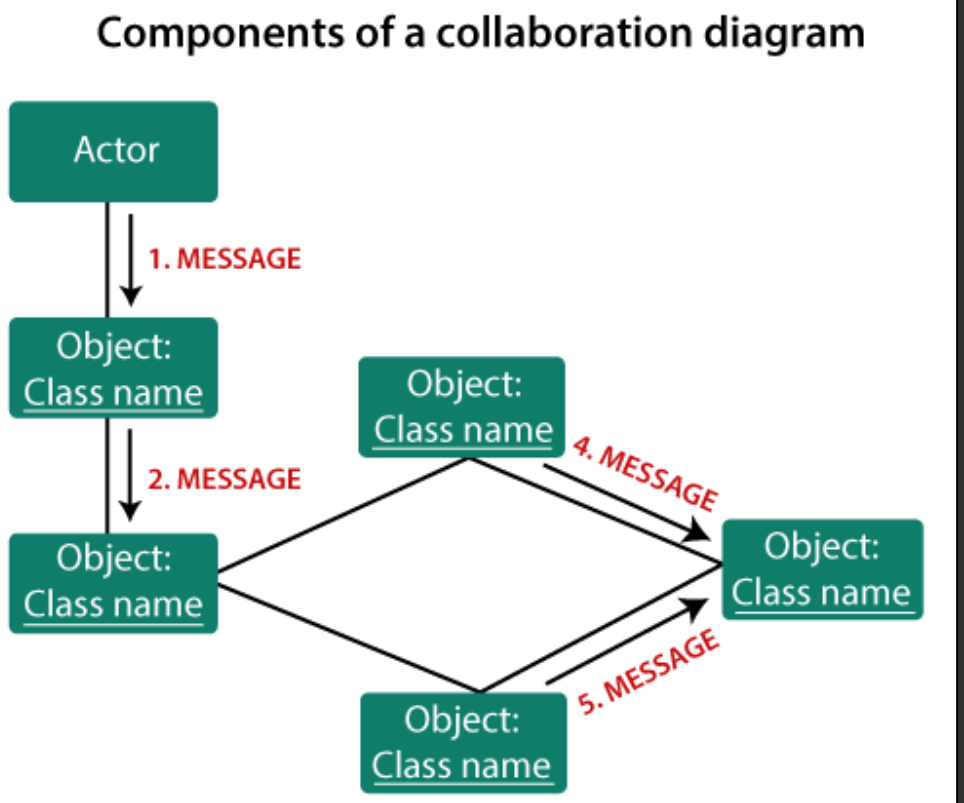 Components of a collaboration diagram
Actor
1. MESSAGE
Object:
Class name
2. MESSAGE
Object:
Class name
Object:
Class name
4. MESSAGE
Object:
Class name
5. MESSAGE
Object:
Class name